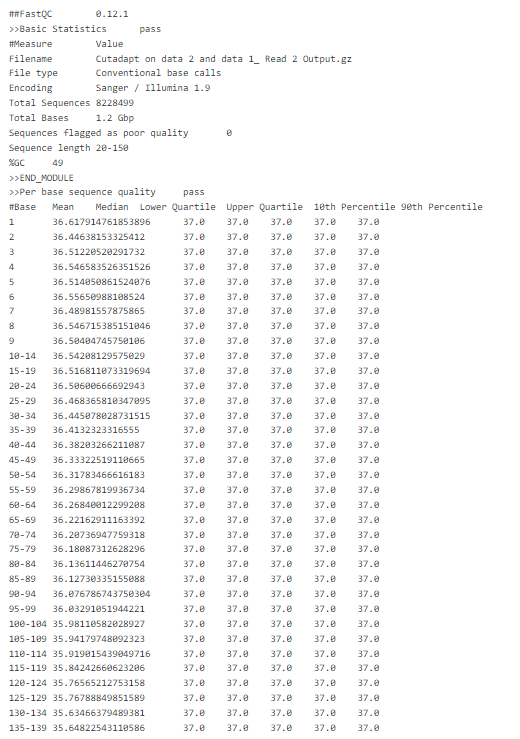 ##FastQC 0.12.1
>>Basic Statistics pass
#Measure Value
Filename Cutadapt on data 2 and data 1_ Read 2 Output.gz
File type Conventional base calls
Encoding Sanger / Illumina 1.9
Total Sequences 8228499
Total Bases 1.2 Gbp
Sequences flagged as poor quality 0
Sequence length 20-150
%GC 49
>>END_MODULE
>>Per base sequence quality pass
#Base Mean Median Lower Quartile Upper Quartile 10th Percentile 90th Percentile
1 36.617914761853896 37.0 37.0 37.0 37.0 37.0
2 36.44638153325412 37.0 37.0 37.0 37.0 37.0
3 36.51220520291732 37.0 37.0 37.0 37.0 37.0
4 36.546583526351526 37.0 37.0 37.0 37.0 37.0
5 36.514050861524076 37.0 37.0 37.0 37.0 37.0
6 36.55650988108524 37.0 37.0 37.0 37.0 37.0
7 36.48981557875865 37.0 37.0 37.0 37.0 37.0
8 36.546715385151046 37.0 37.0 37.0 37.0 37.0
9 36.50404745750106 37.0 37.0 37.0 37.0 37.0
10-14 36.54208129575029 37.0 37.0 37.0 37.0 37.0
15-19 36.516811073319694 37.0 37.0 37.0 37.0 37.0
20-24 36.50600666692943 37.0 37.0 37.0 37.0 37.0
25-29 36.468365810347095 37.0 37.0 37.0 37.0 37.0
30-34 36.445078028731515 37.0 37.0 37.0 37.0 37.0
35-39 36.4132323316555 37.0 37.0 37.0 37.0 37.0
40-44 36.38203266211087 37.0 37.0 37.0 37.0 37.0
45-49 36.33322519110665 37.0 37.0 37.0 37.0 37.0
50-54 36.31783466616183 37.0 37.0 37.0 37.0 37.0
55-59 36.29867819936734 37.0 37.0 37.0 37.0 37.0
60-64 36.26840012299208 37.0 37.0 37.0 37.0 37.0
65-69 36.22162911163392 37.0 37.0 37.0 37.0 37.0
70-74 36.20736947759318 37.0 37.0 37.0 37.0 37.0
75-79 36.18087312628296 37.0 37.0 37.0 37.0 37.0
80-84 36.13611446270754 37.0 37.0 37.0 37.0 37.0
85-89 36.12730335155088 37.0 37.0 37.0 37.0 37.0
90-94 36.076786743750304 37.0 37.0 37.0 37.0 37.0
95-99 36.03291051944221 37.0 37.0 37.0 37.0 37.0
100-104 35.98110582028927 37.0 37.0 37.0 37.0 37.0
105-109 35.94179748092323 37.0 37.0 37.0 37.0 37.0
110-114 35.919015439049716 37.0 37.0 37.0 37.0 37.0
115-119 35.84242660623206 37.0 37.0 37.0 37.0 37.0
120-124 35.76565212753158 37.0 37.0 37.0 37.0 37.0
125-129 35.76788849851589 37.0 37.0 37.0 37.0 37.0
130-134 35.63466379489381 37.0 37.0 37.0 37.0 37.0
135-139 35.64822543110586 37.0 37.0 37.0 37.0 37.0